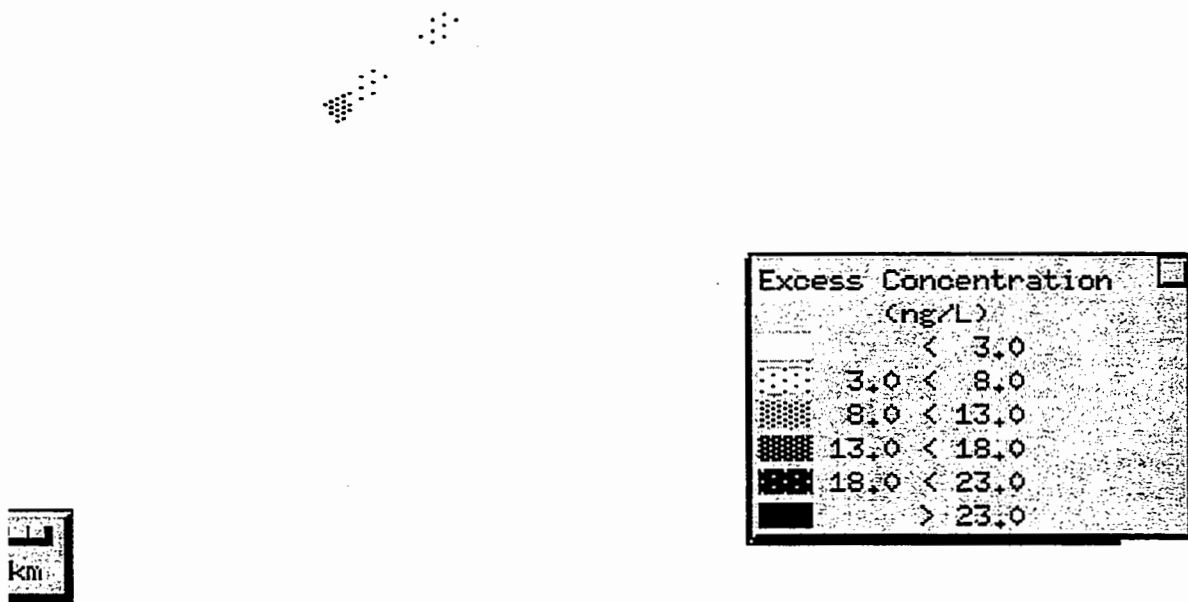 Excess Concentration
(ng/L)
< 3.0
3.0 < 8.0
8.0 < 13.0
13.0 < 18.0
18.0 < 23.0
> 23.0
km